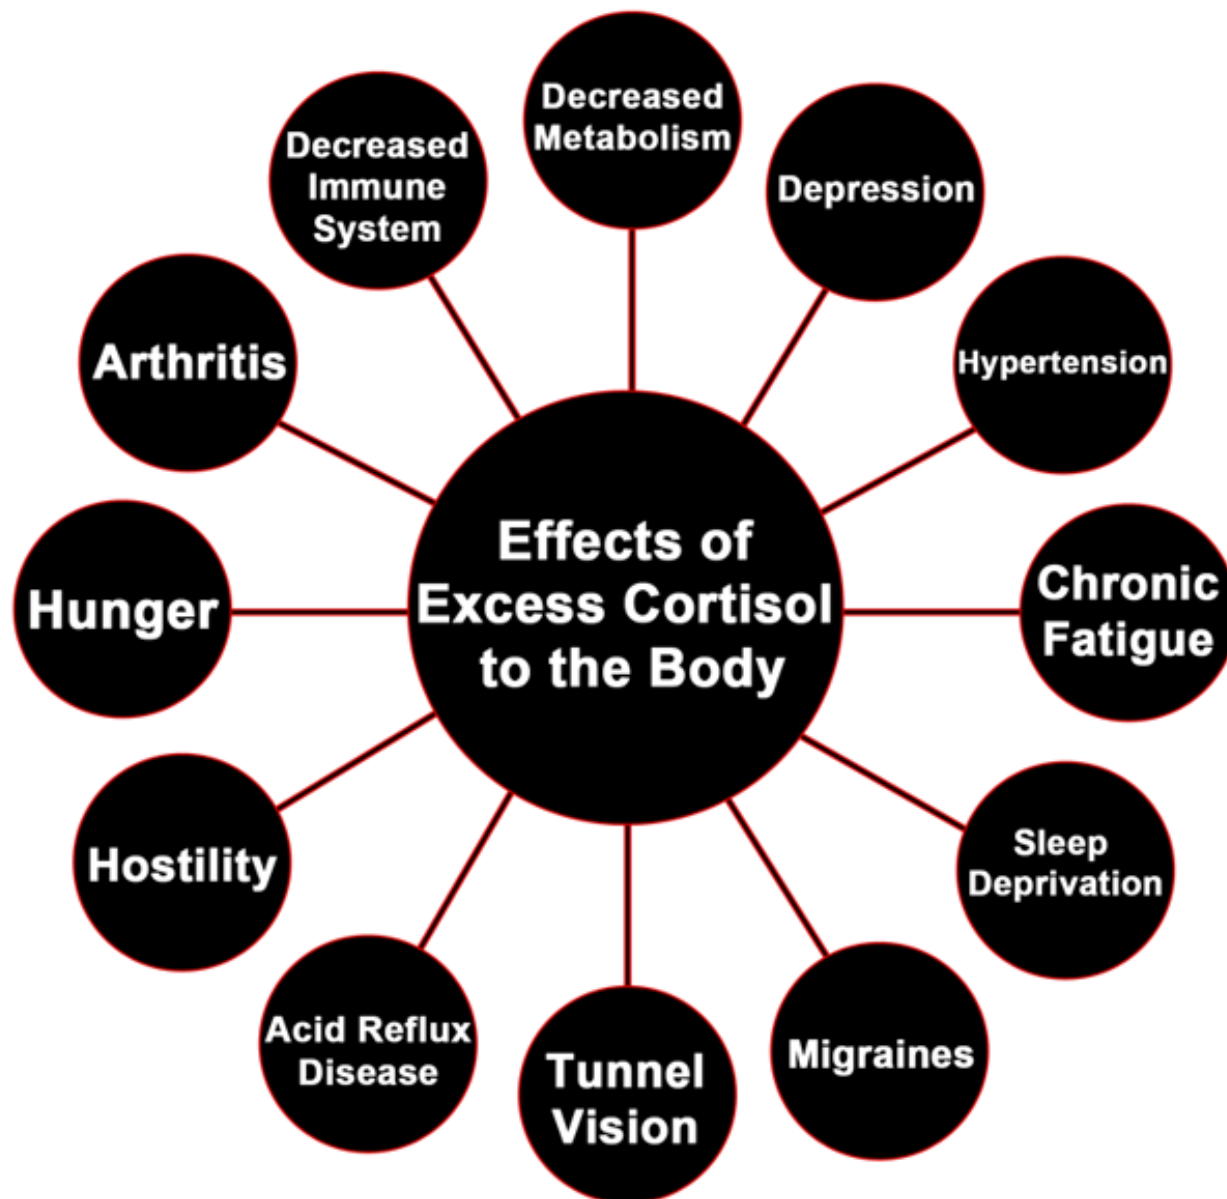 Decreased
Metabolism
Depression
Hypertension
Chronic
Fatigue
Sleep
Deprivation
Migraines
Tunnel
Vision
Acid Reflux
Disease
Hostility
Hunger
Arthritis
Decreased
Immune
System
Effects of
Excess Cortisol
to the Body